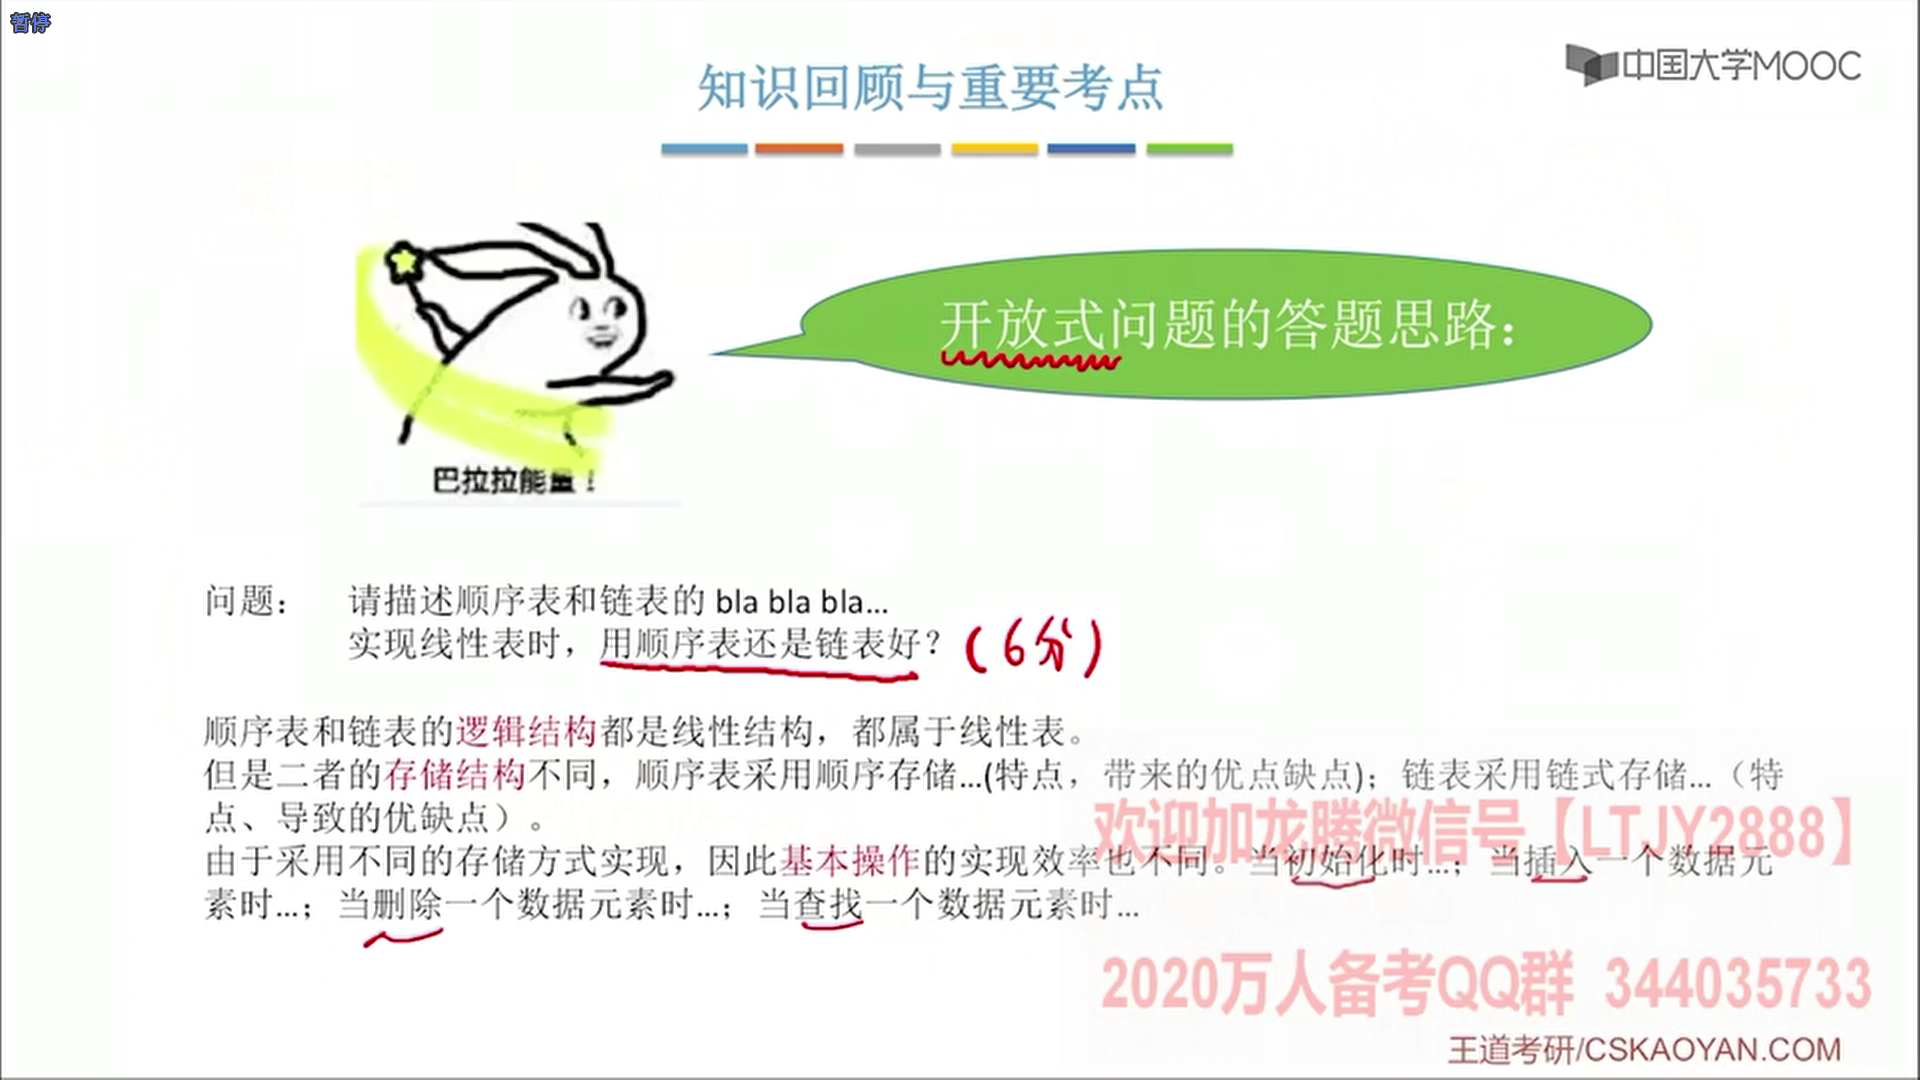 暂停
中国大学MOOC
知识回顾与重要考点
开放式问题的答题思路：
巴拉拉能量！
问题： 请描述顺序表和链表的 bla bla bla...
实现线性表时，用顺序表还是链表好？ (6分)
顺序表和链表的逻辑结构都是线性结构，都属于线性表。
但是二者的存储结构不同，顺序表采用顺序存储...(特点，带来的优点缺点)；链表采用链式存储...（特
点、导致的优缺点）。
欢迎加龙腾微信号【LTJY2888】
由于采用不同的存储方式实现，因此基本操作的实现效率也不同。当初始化时...；当插入一个数据元
素时...；当删除一个数据元素时...；当查找一个数据元素时...
2020万人备考QQ群 344035733
王道考研/CSKAOYAN.COM